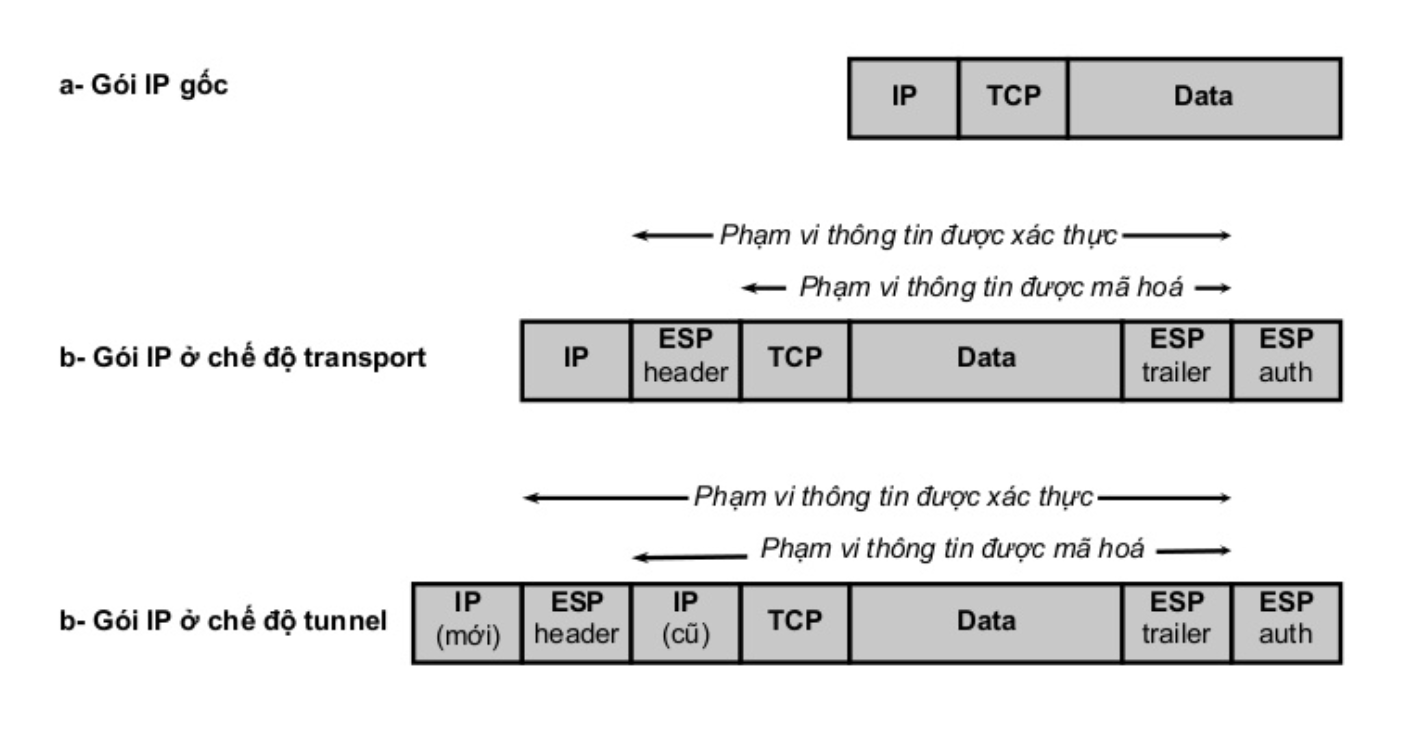 a- Gói IP gốc
IP TCP Data
Phạm vi thông tin được xác thực
Phạm vi thông tin được mã hoá
b- Gói IP ở chế độ transport
IP
ESP
header
TCP
Data
ESP
trailer
ESP
auth
Phạm vi thông tin được xác thực
Phạm vi thông tin được mã hoá
b- Gói IP ở chế độ tunnel
IP
(mới)
ESP
header
IP
(cũ)
TCP
Data
ESP
trailer
ESP
auth